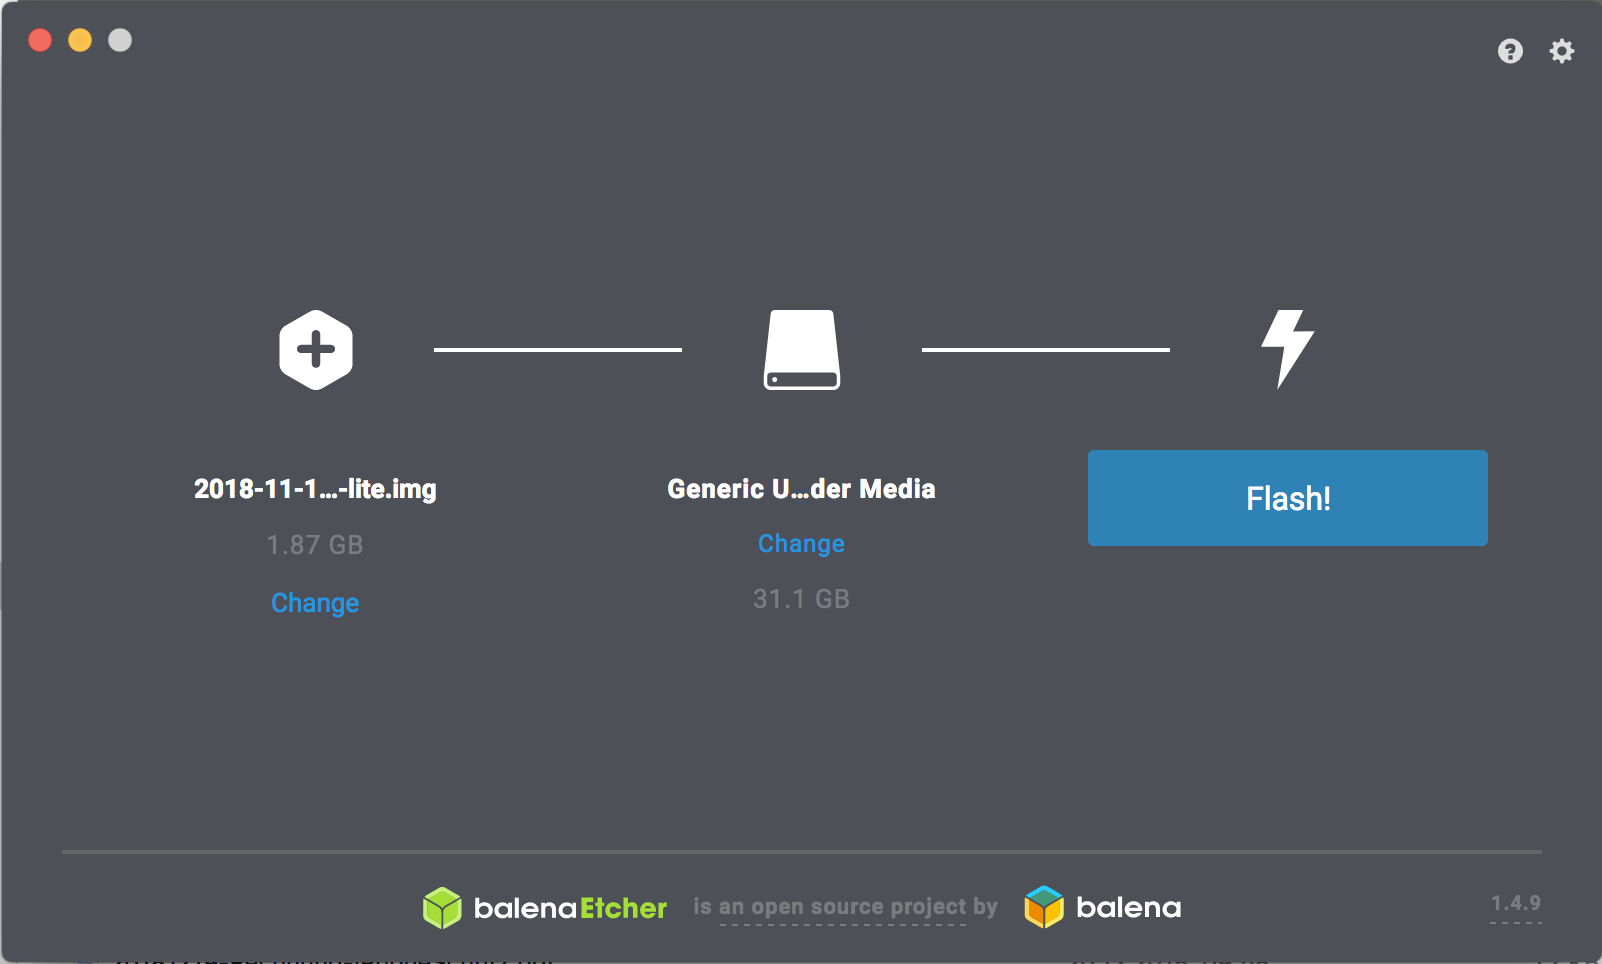 2018-11-1...-lite.img
1.87 GB
Change
Generic U...der Media
Change
31.1 GB
Flash!
balenaEtcher is an open source project by balena
1.4.9